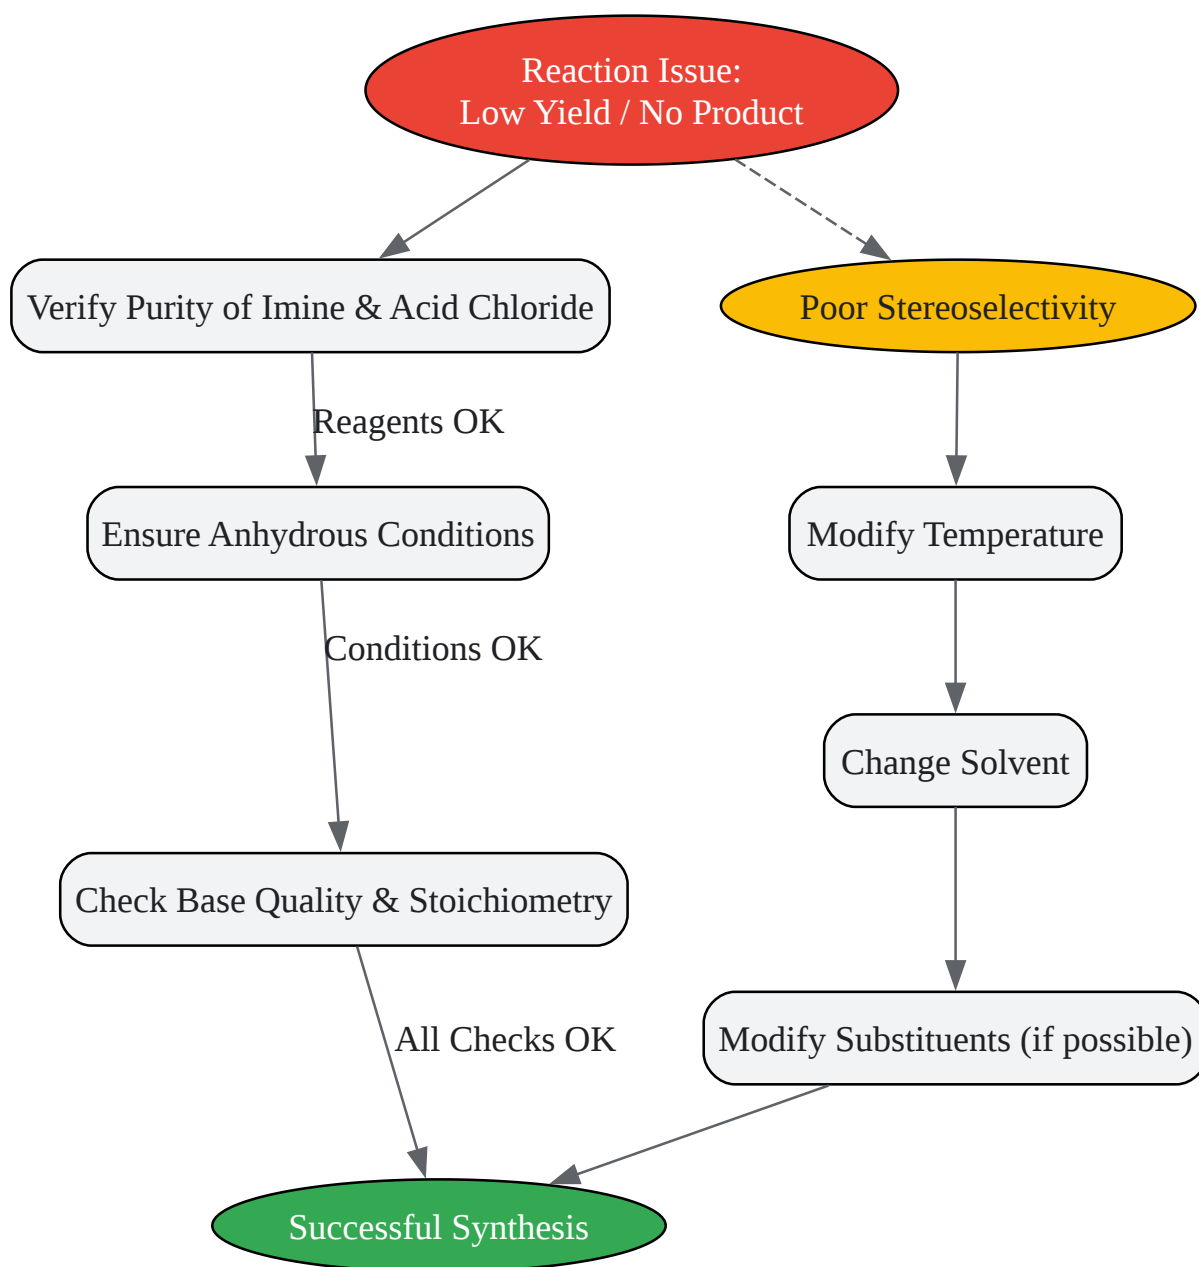 Reaction Issue:
Low Yield / No Product
Verify Purity of Imine & Acid Chloride
Poor Stereoselectivity
Reagents OK
Ensure Anhydrous Conditions
Modify Temperature
Conditions OK
Change Solvent
Check Base Quality & Stoichiometry
Modify Substituents (if possible)
All Checks OK
Successful Synthesis